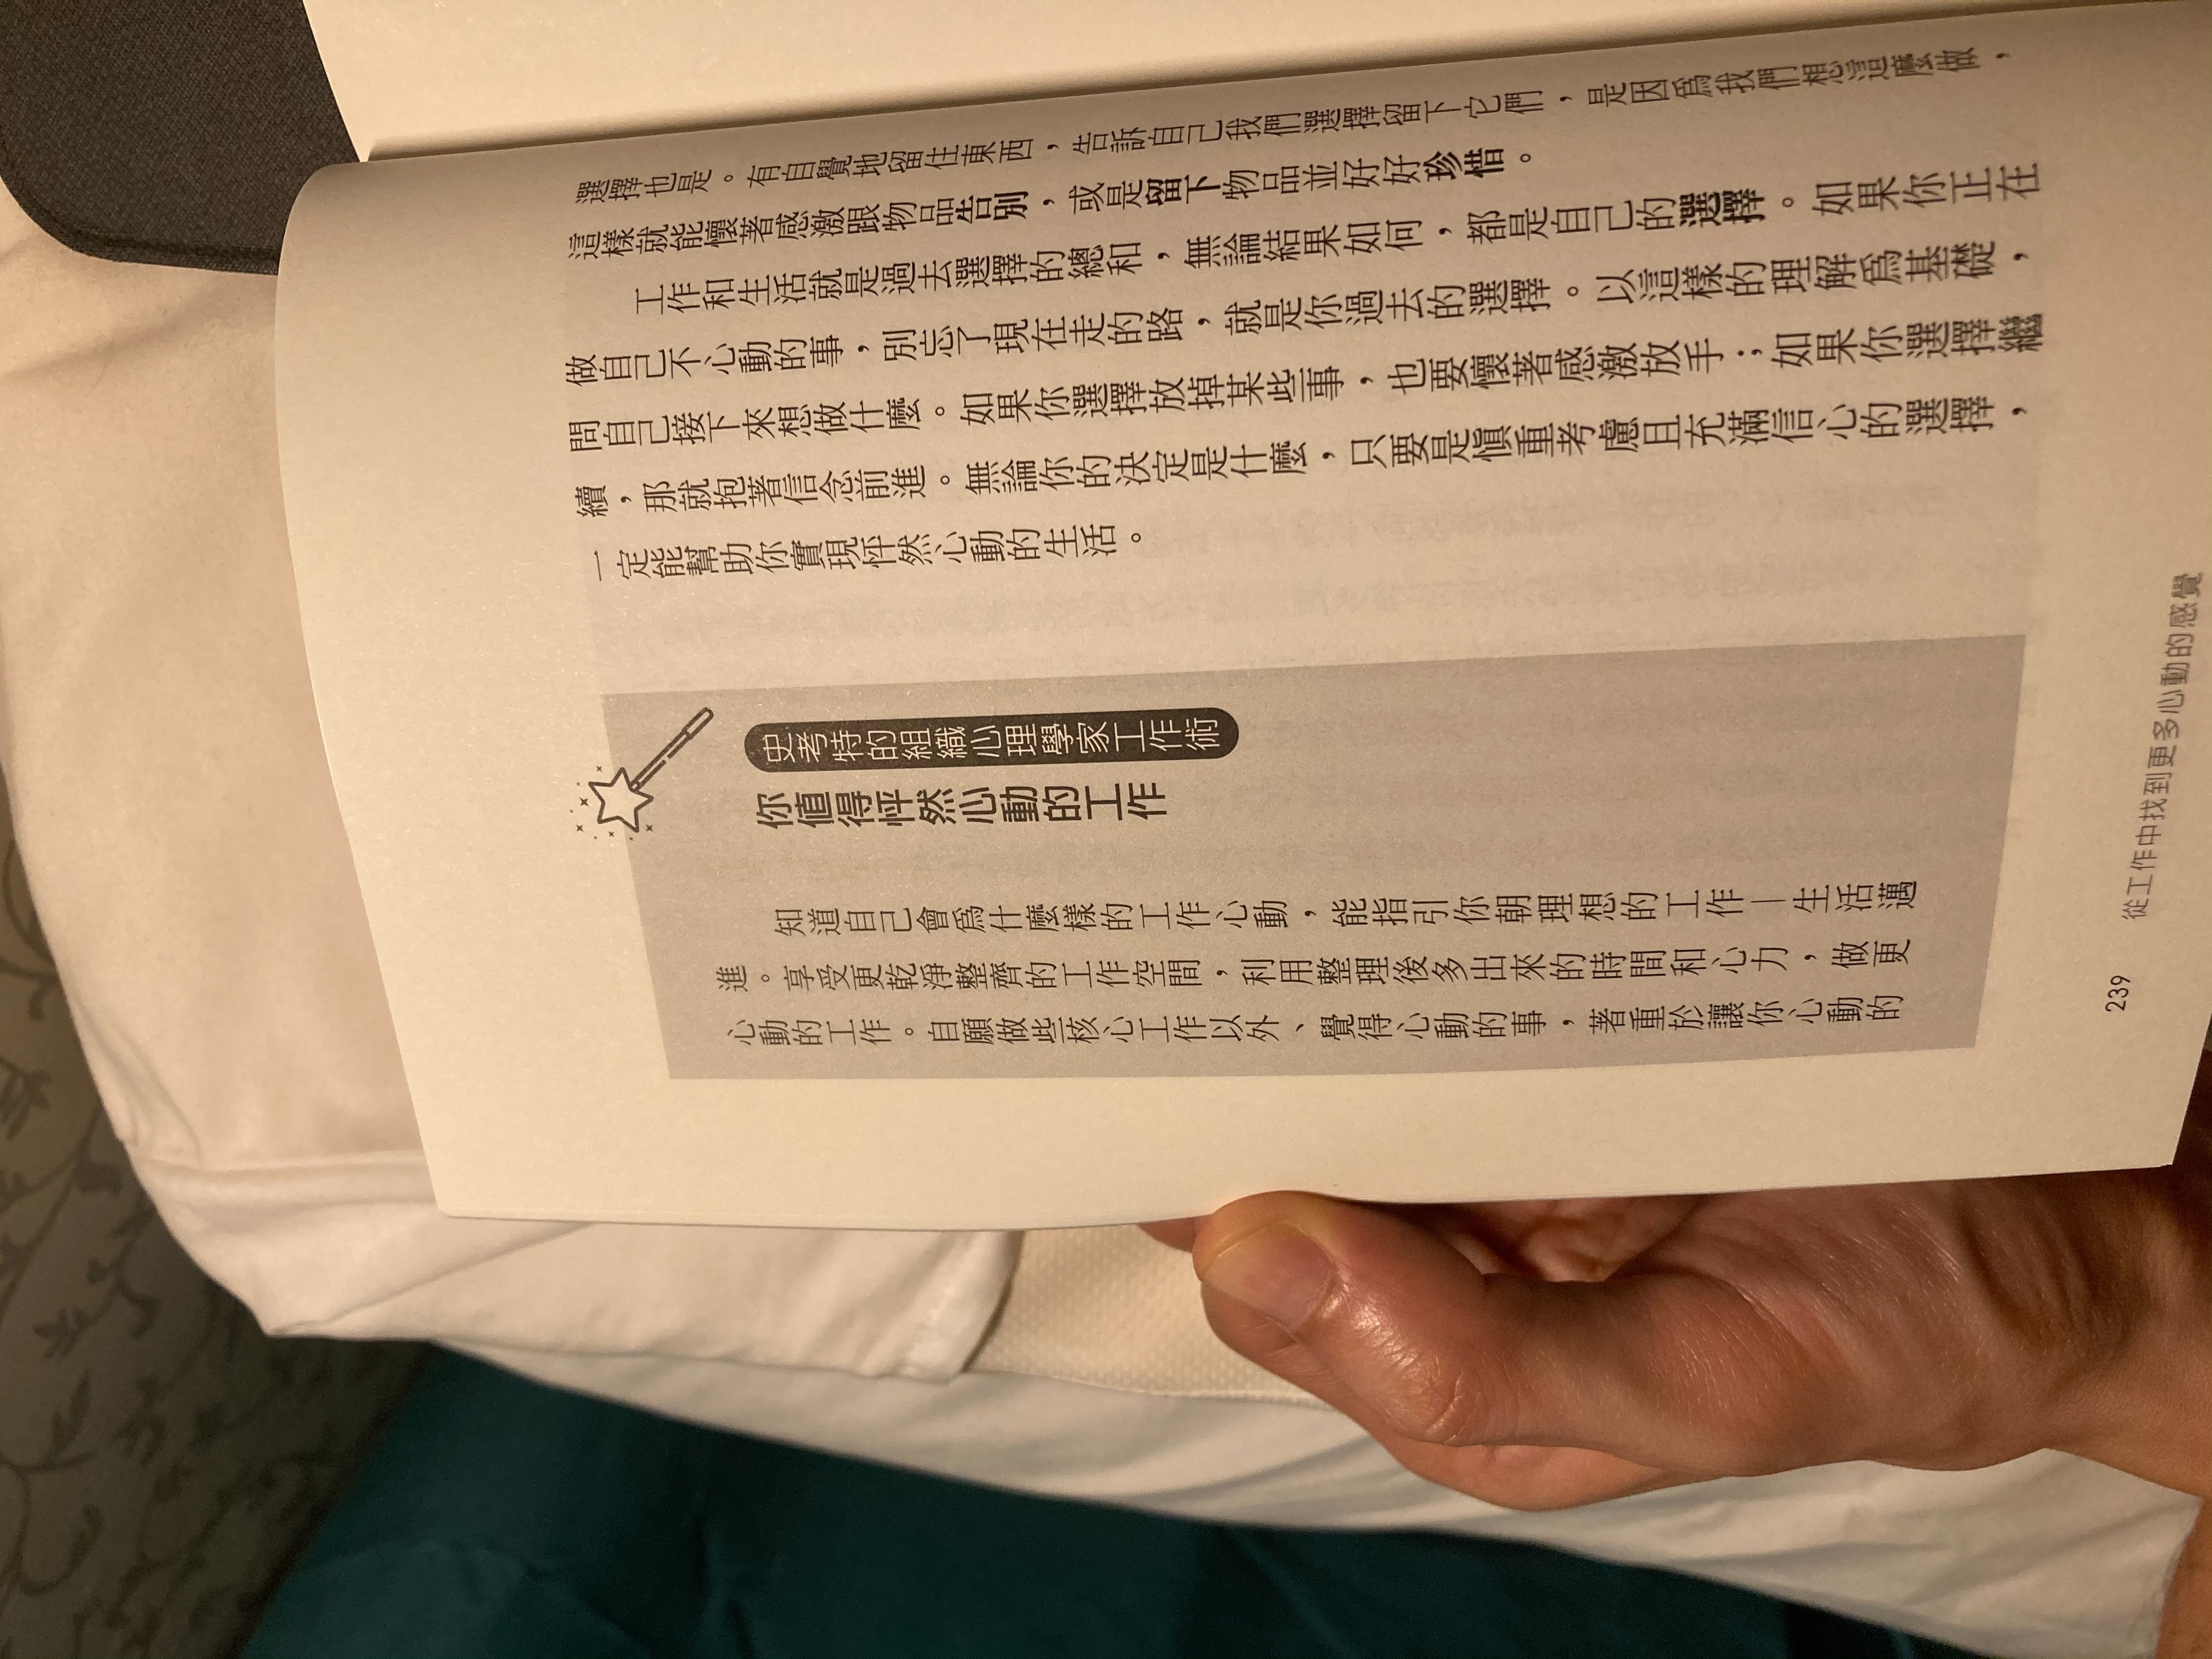 選擇也是。有自覺地留住東西，告訴自己我們選擇留下它們，是因爲我們想這麼做，
這樣就能懷著感激跟物品告別，或是留下物品並好好珍惜。
工作和生活就是過去選擇的總和，無論結果如何，都是自己的選擇。如果你正在
做自己不心動的事，別忘了現在走的路，就是你過去的選擇。以這樣的理解爲基礎，
問自己接下來想做什麼。如果你選擇放掉某些事，也要懷著感激放手；如果你選擇繼
續，那就抱著信念前進。無論你的決定是什麼，只要是愼重考慮且充滿信心的選擇，
一定能幫助你實現怦然心動的生活。
史考特的組織心理學家工作術
你值得怦然心動的工作
知道自己會爲什麼樣的工作心動，能指引你朝理想的工作—生活邁
進。享受更乾淨整齊的工作空間，利用整理後多出來的時間和心力，做更
心動的工作。自願做些核心工作以外、覺得心動的事，著重於讓你心動的
239
從工作中找到更多心動的感覺